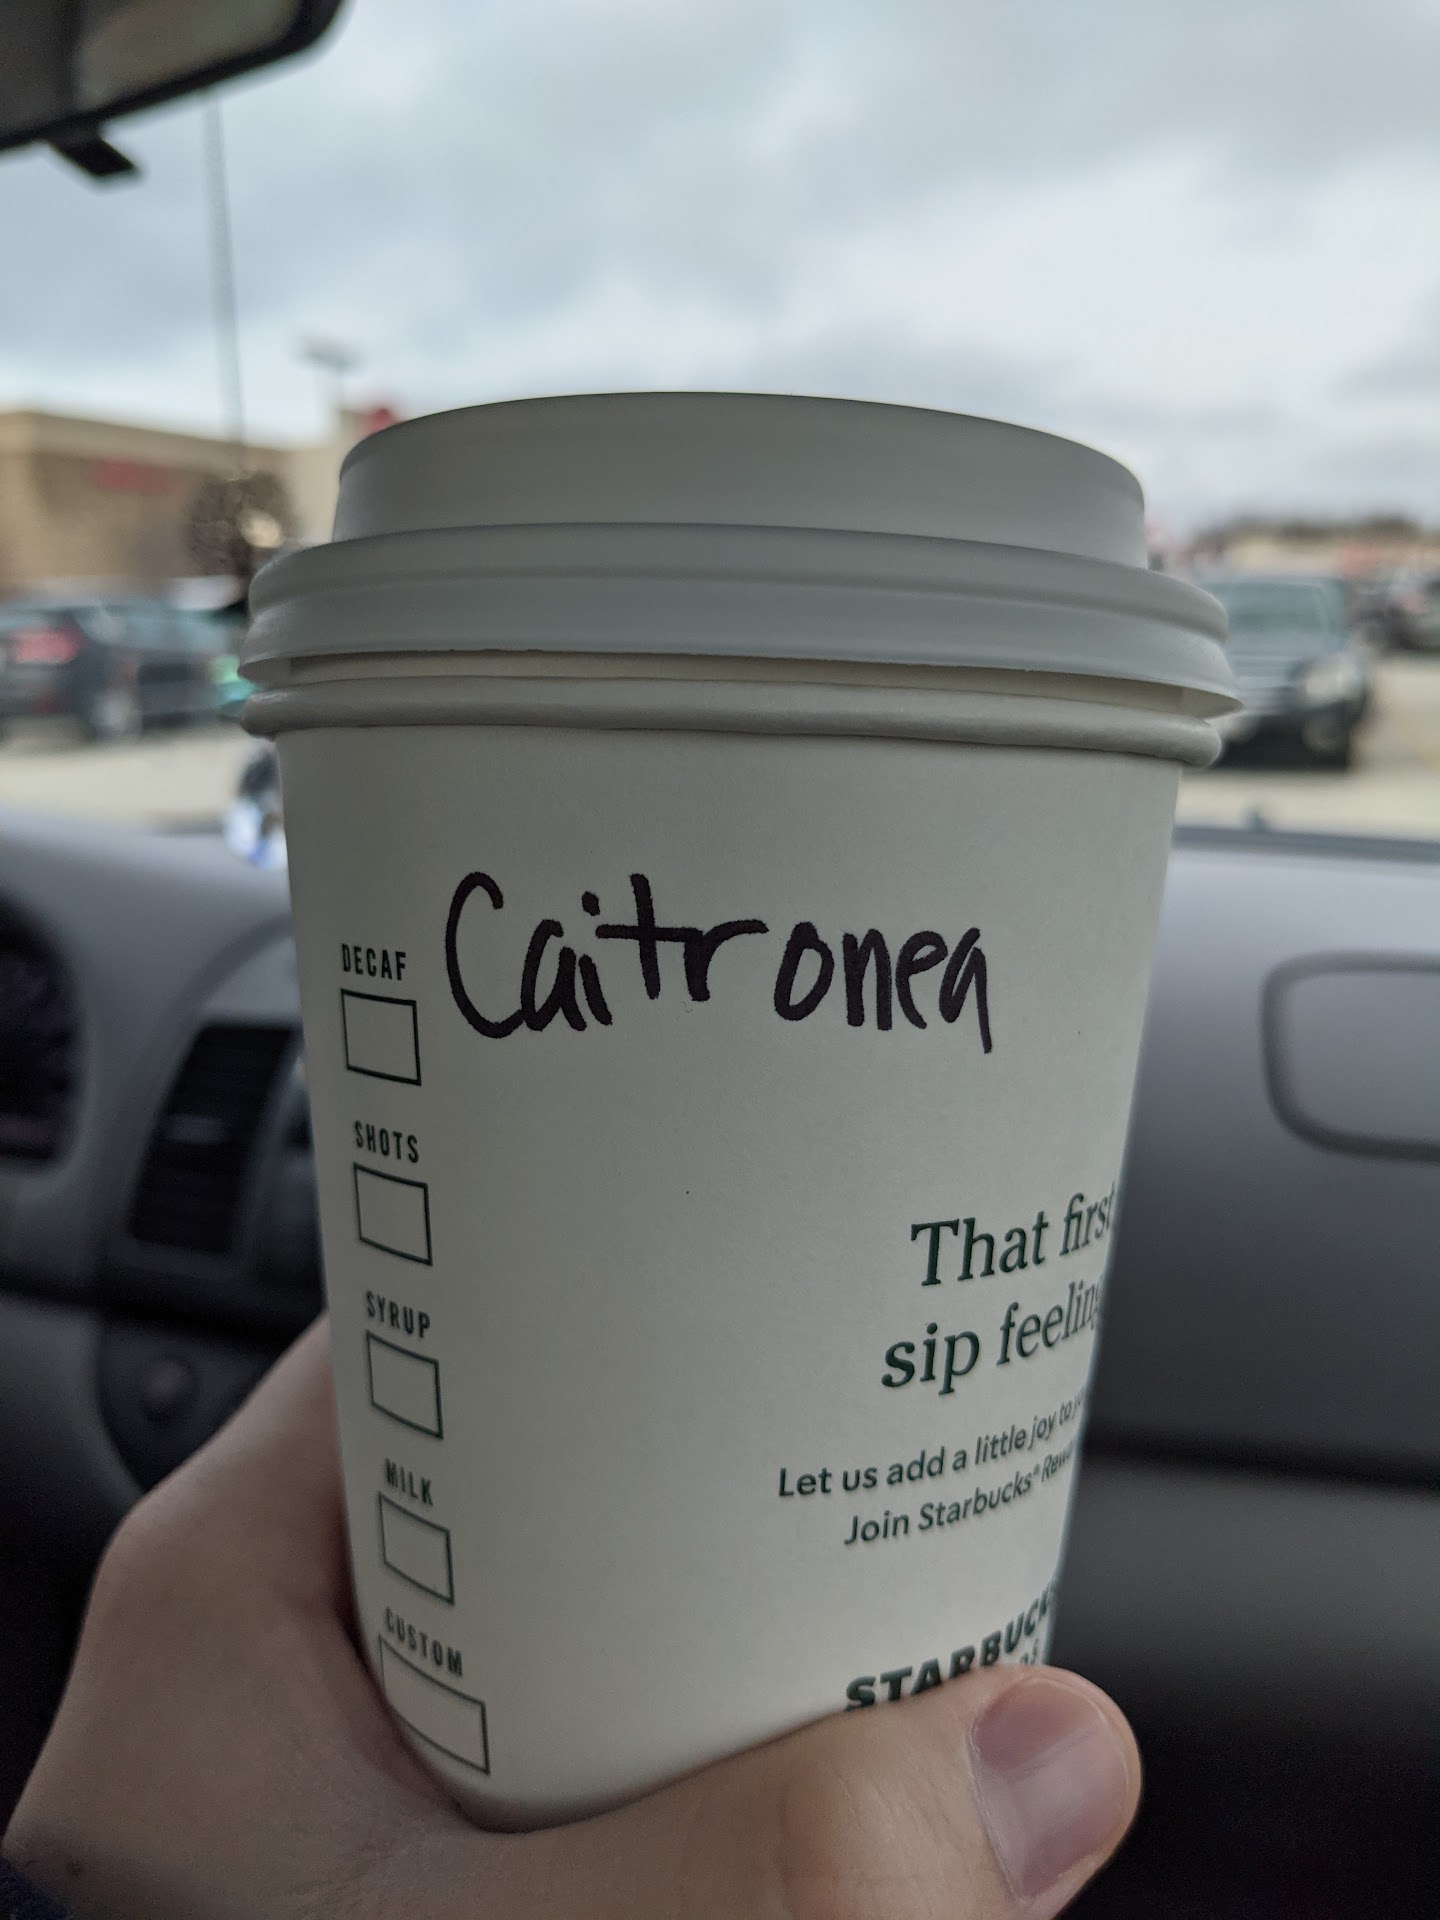 Caitronea
DECAF
SHOTS
SYRUP
MILK
CUSTOM
That first
sip feeling
Let us add a little joy to
Join Starbucks®
STARBUCKS